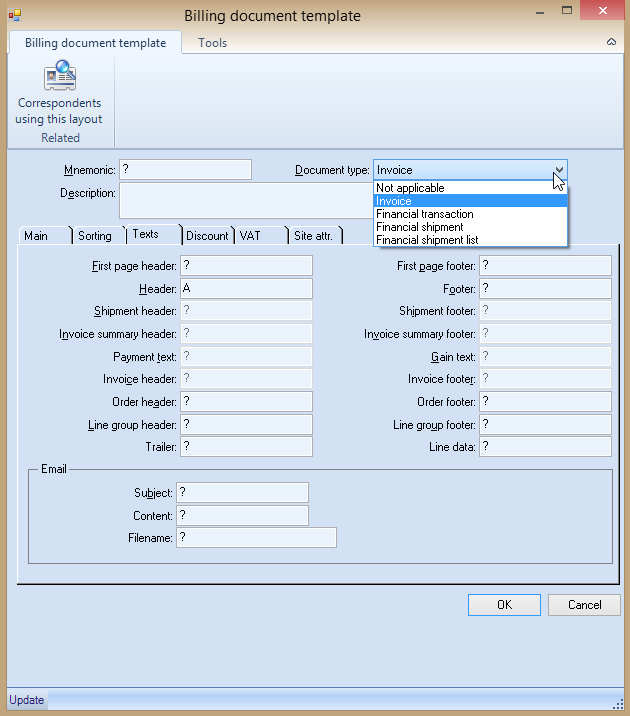 Billing document template
Billing document template Tools
Correspondents
using this layout
Related
Mnemonic: ? Document type: Invoice
Not applicable
Invoice
Financial transaction
Financial shipment
Financial shipment list
Description:
Main Sorting Texts Discount VAT Site attr.
First page header: ? First page footer: ?
Header: A Footer: ?
Shipment header: ? Shipment footer: ?
Invoice summary header: ? Invoice summary footer: ?
Payment text: ? Gain text: ?
Invoice header: ? Invoice footer: ?
Order header: ? Order footer: ?
Line group header: ? Line group footer: ?
Trailer: ? Line data: ?
Email
Subject: ?
Content: ?
Filename: ?
OK Cancel
Update